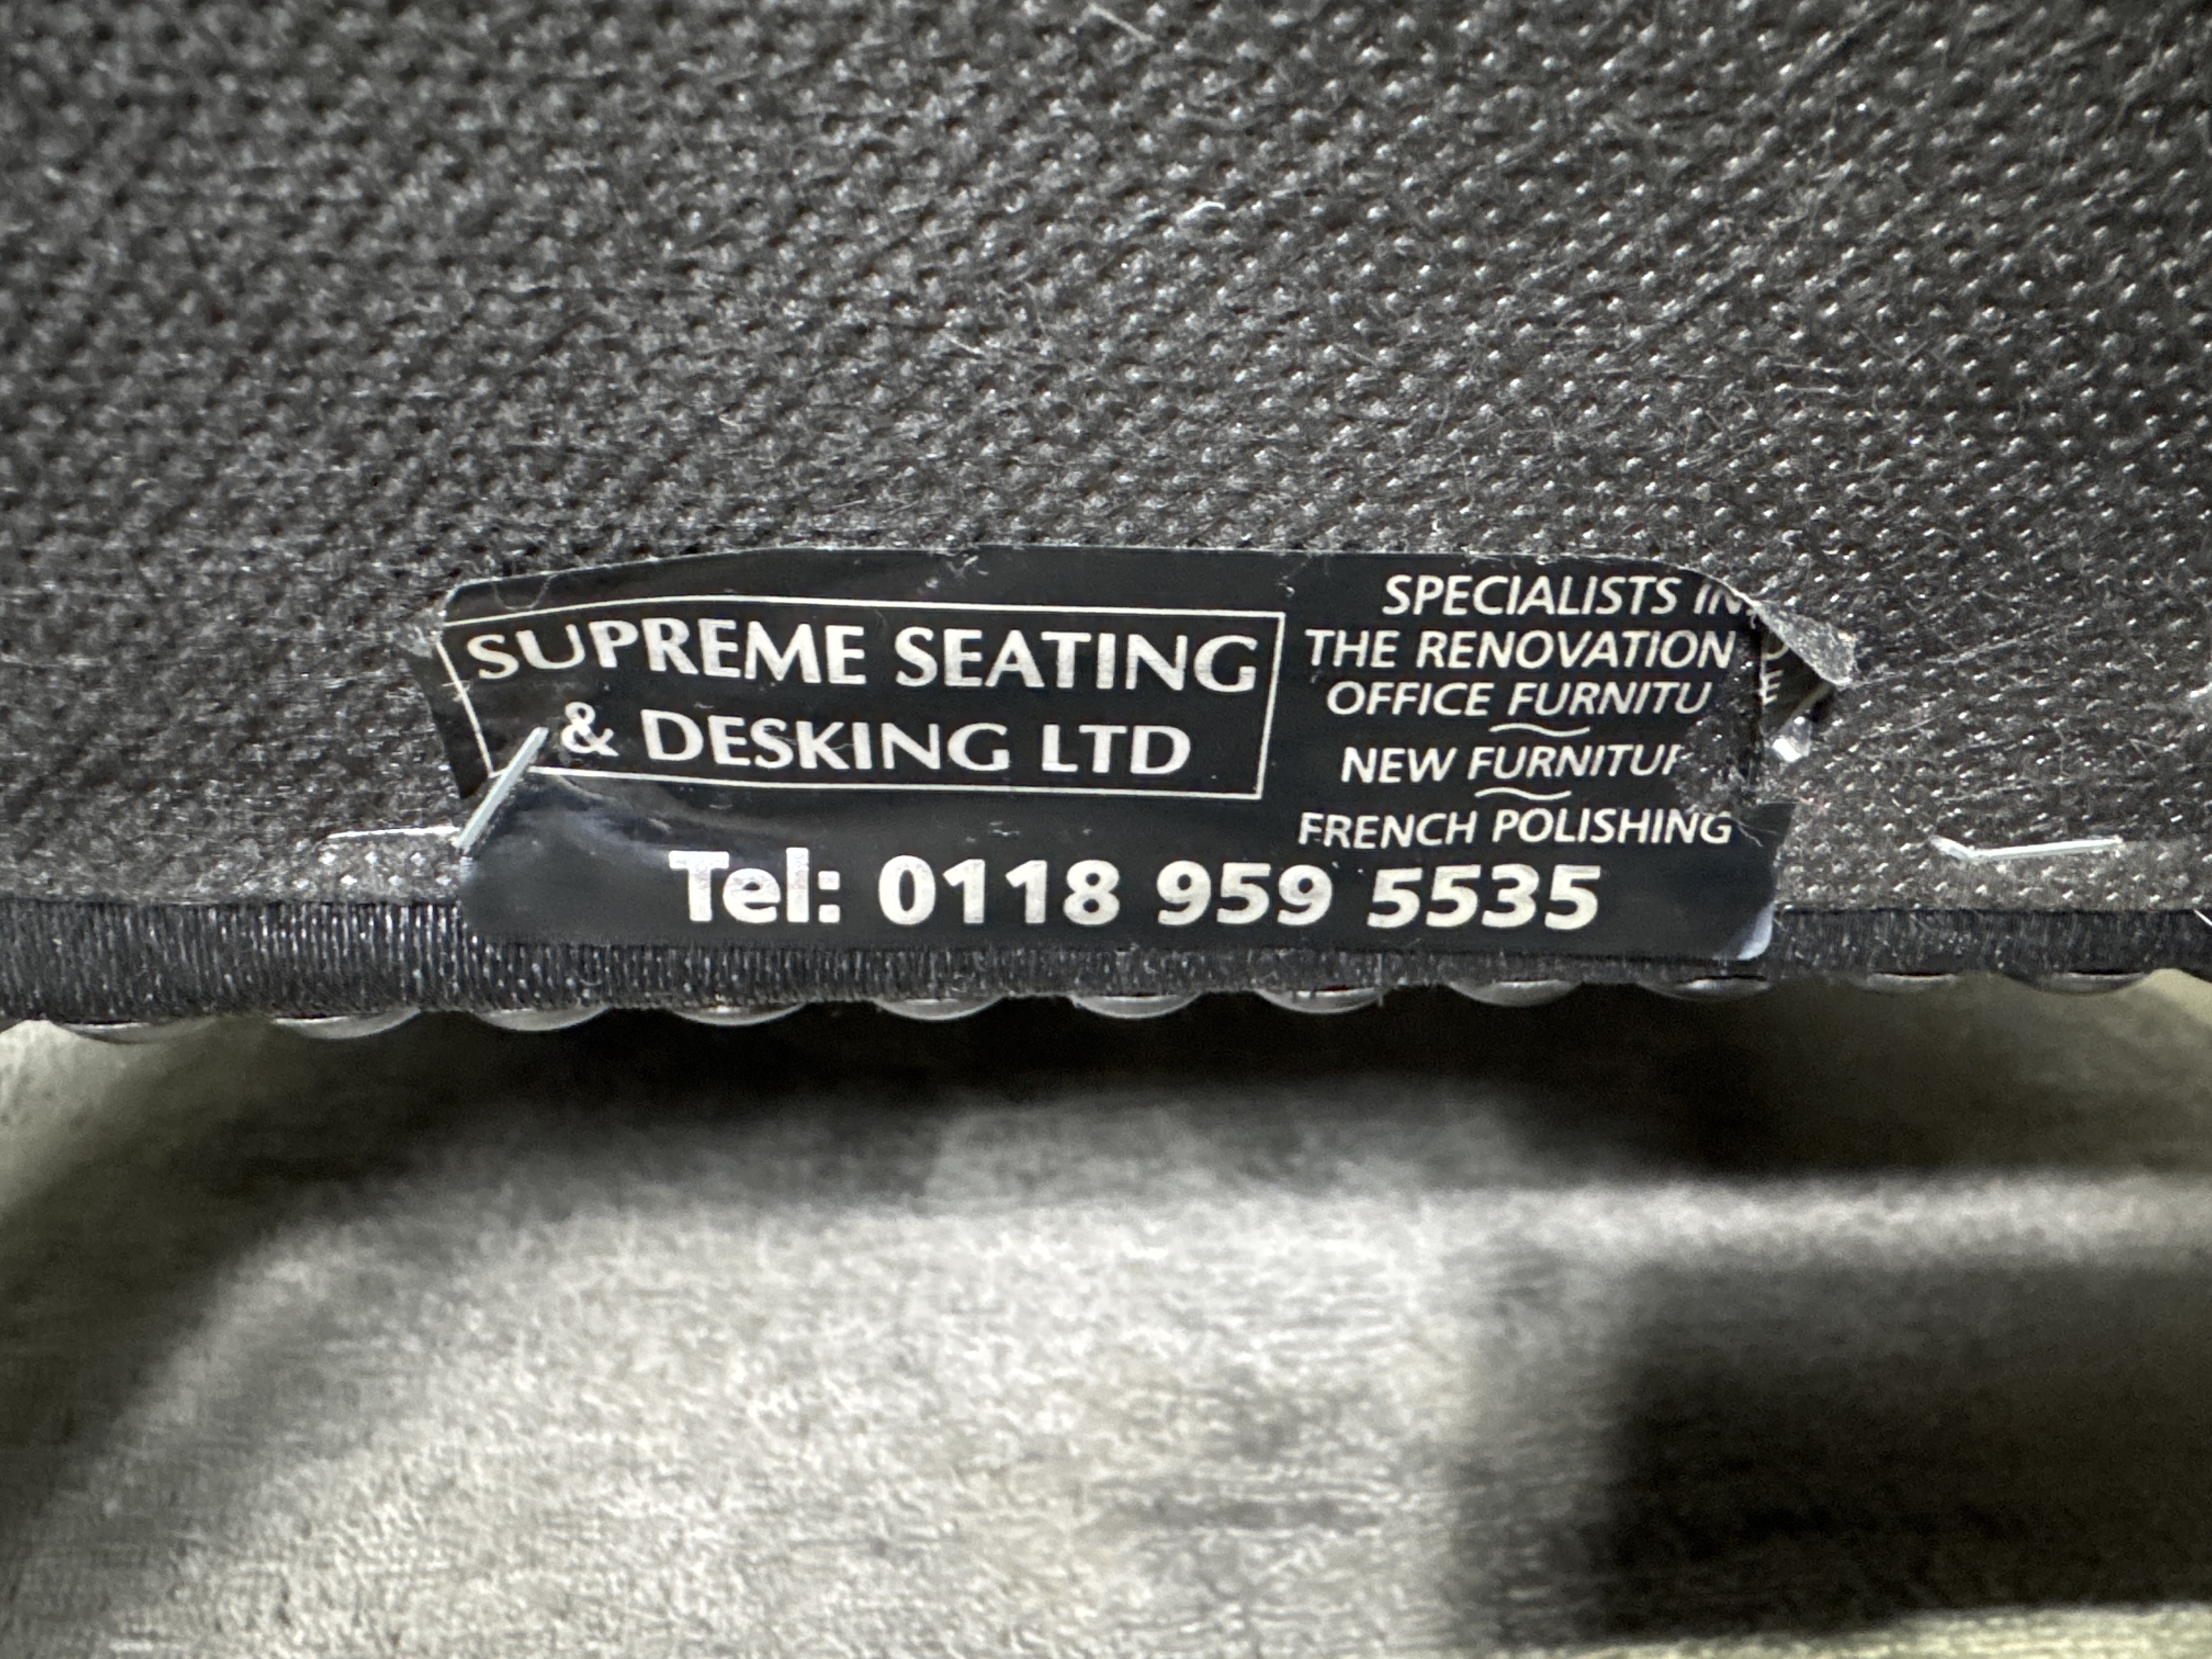 SUPREME SEATING
& DESKING LTD
SPECIALISTS IN
THE RENOVATION
OFFICE FURNITU
NEW FURNITUR
FRENCH POLISHING
Tel: 0118 959 5535